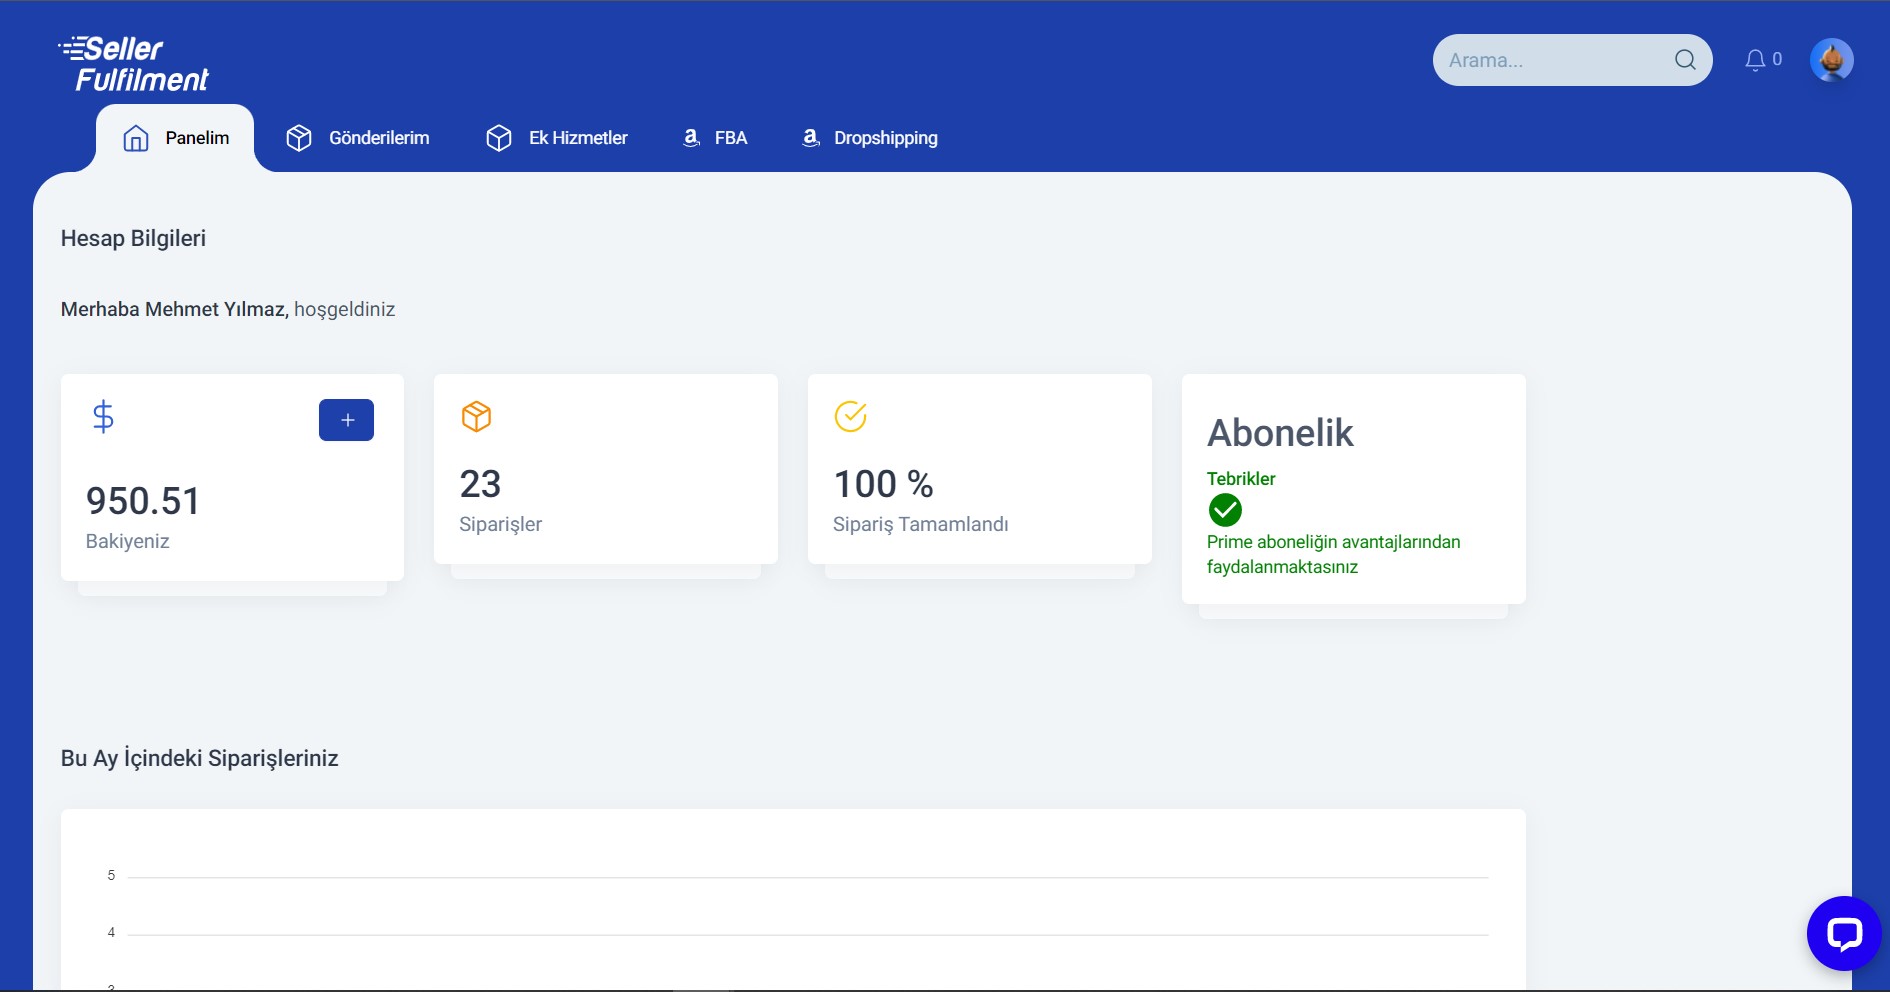 Seller
Fulfilment
Arama...
0
Panelim
Gönderilerim
Ek Hizmetler
FBA
Dropshipping
Hesap Bilgileri
Merhaba Mehmet Yılmaz, hoşgeldiniz
950.51
Bakiyeniz
23
Siparişler
100 %
Sipariş Tamamlandı
Abonelik
Tebrikler
Prime aboneliğin avantajlarından
faydalanmaktasınız
Bu Ay İçindeki Siparişleriniz
5
4
3